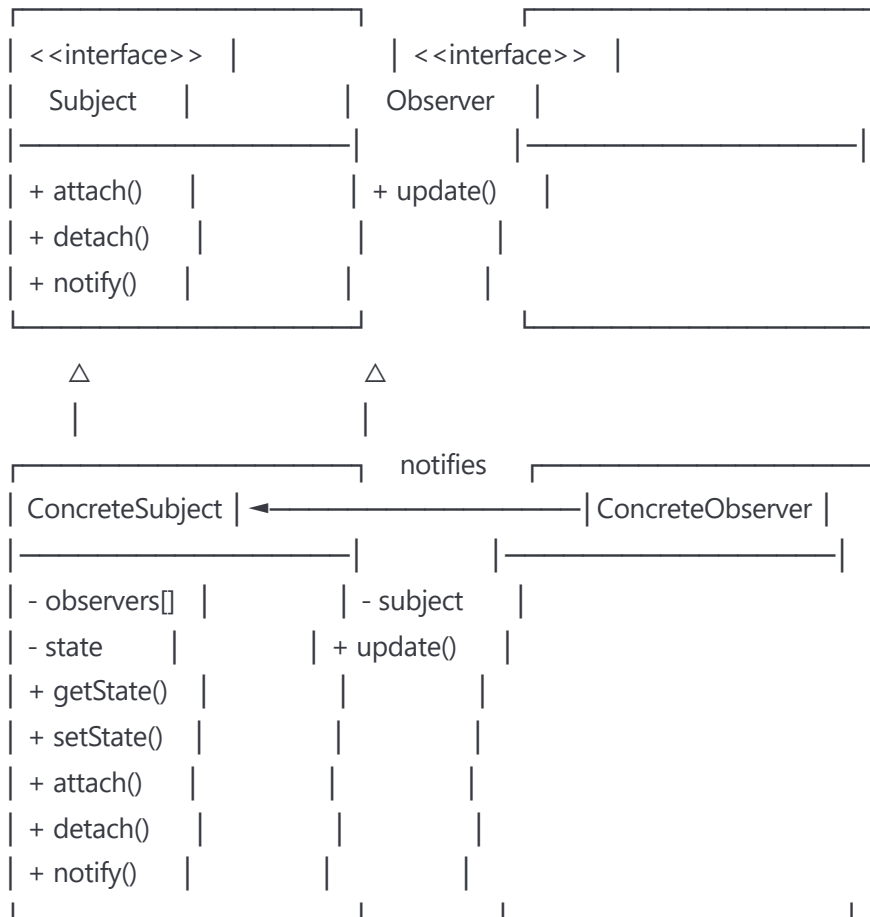 <<interface>> <<interface>>
Subject Observer
+ attach() + update()
+ detach()
+ notify()
notifies
ConcreteSubject ConcreteObserver
- observers[] - subject
- state + update()
+ getState()
+ setState()
+ attach()
+ detach()
+ notify()